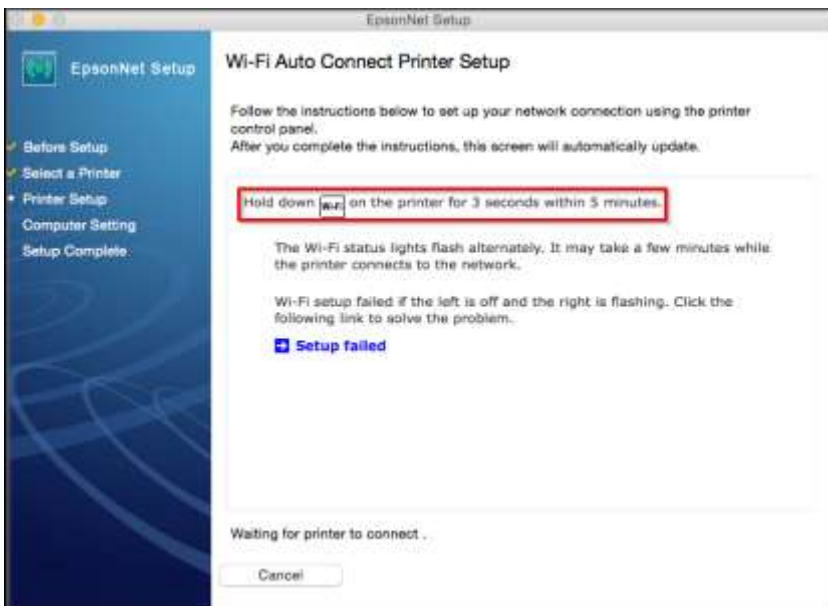 EpsonNet Setup
EpsonNet Setup
Before Setup
Select a Printer
Printer Setup
Computer Setting
Setup Complete
Wi-Fi Auto Connect Printer Setup
Follow the instructions below to set up your network connection using the printer
control panel.
After you complete the instructions, this screen will automatically update.
Hold down Wi-Fi on the printer for 3 seconds within 5 minutes.
The Wi-Fi status lights flash alternately. It may take a few minutes while
the printer connects to the network.
Wi-Fi setup failed if the left is off and the right is flashing. Click the
following link to solve the problem.
Setup failed
Waiting for printer to connect .
Cancel